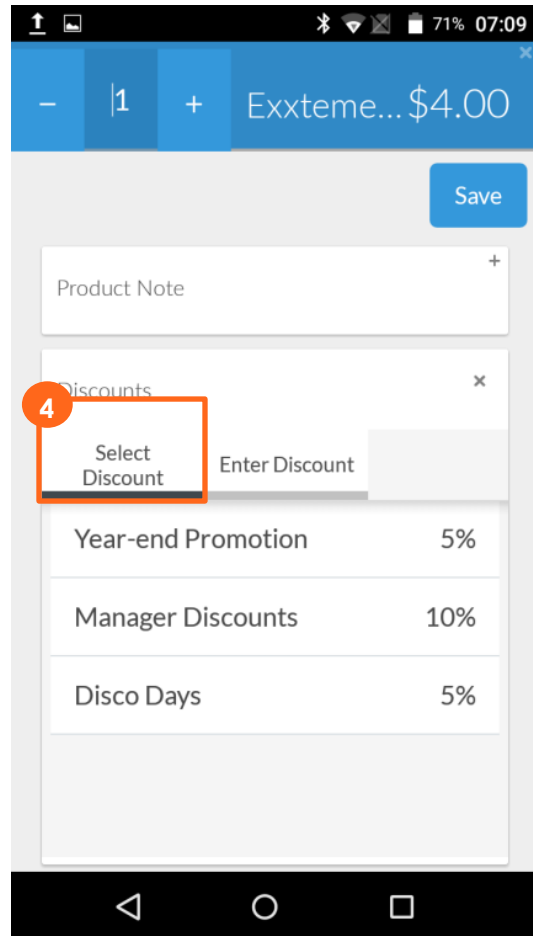 71% 07:09
×
− 1 + Exxteme... $4.00
Save
Product Note +
Discounts ×
4
Select
Discount
Enter Discount
Year-end Promotion 5%
Manager Discounts 10%
Disco Days 5%